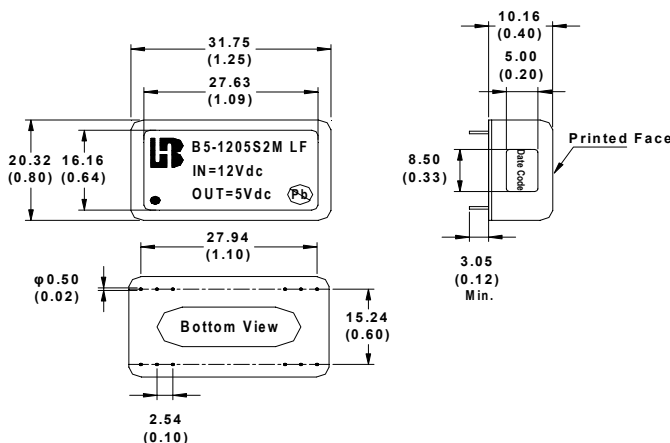 31.75
(1.25)
27.63
(1.09)
20.32
(0.80)
16.16
(0.64)
B5-1205S2M LF
IN=12Vdc
OUT=5Vdc
Pb
10.16
(0.40)
5.00
(0.20)
8.50
(0.33)
Date Code
Printed Face
3.05
(0.12)
Min.
27.94
(1.10)
φ0.50
(0.02)
Bottom View
15.24
(0.60)
2.54
(0.10)